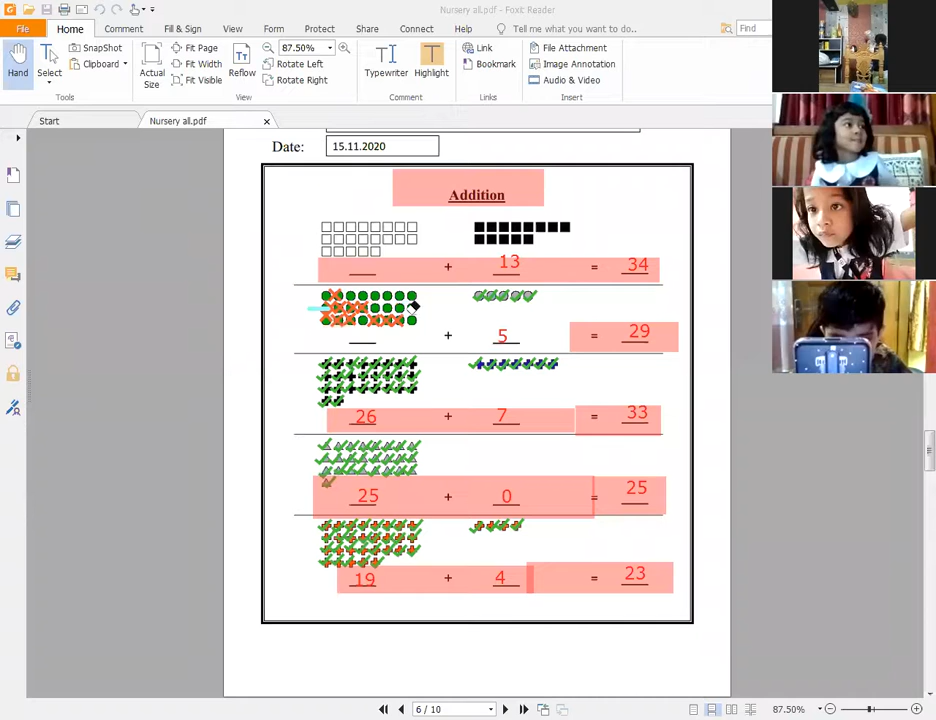 Nursery all.pdf - Foxit Reader
File Home Comment Fill & Sign View Form Protect Share Connect Help Tell me what you want to do.. Find
Hand
Select
SnapShot
Clipboard
Tools
Actual Size
Fit Page
Fit Width
Fit Visible
Reflow
87.50%
Rotate Left
Rotate Right
View
Typewriter
Highlight
Comment
Link
Bookmark
Links
File Attachment
Image Annotation
Audio & Video
Insert
Start Nursery all.pdf
Date: 15.11.2020
Addition
___ + 13 = 34
___ + 5 = 29
26 + 7 = 33
25 + 0 = 25
19 + 4 = 23
6 / 10 87.50%